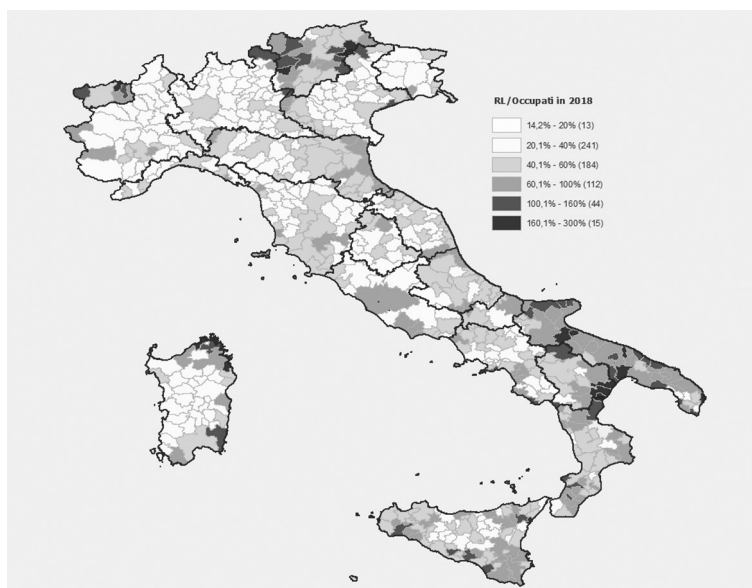 RL/Occupati in 2018
14,2% - 20% (13)
20,1% - 40% (241)
40,1% - 60% (184)
60,1% - 100% (112)
100,1% - 160% (44)
160,1% - 300% (15)